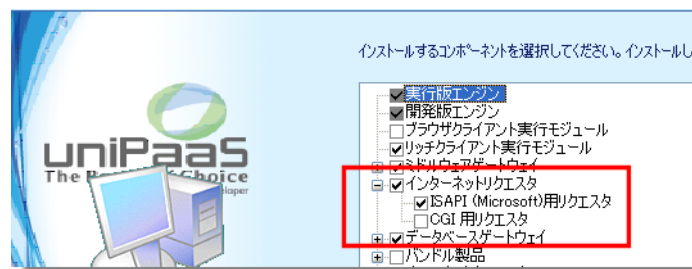 インストールするコンポーネントを選択してください。インストールし
実行版エンジン
開発版エンジン
ブラウザクライアント実行モジュール
リッチクライアント実行モジュール
ミドルウェアゲートウェイ
インターネットリクエスタ
ISAPI (Microsoft)用リクエスタ
CGI 用リクエスタ
データベースゲートウェイ
バンドル製品
uniPaaS
The Choice